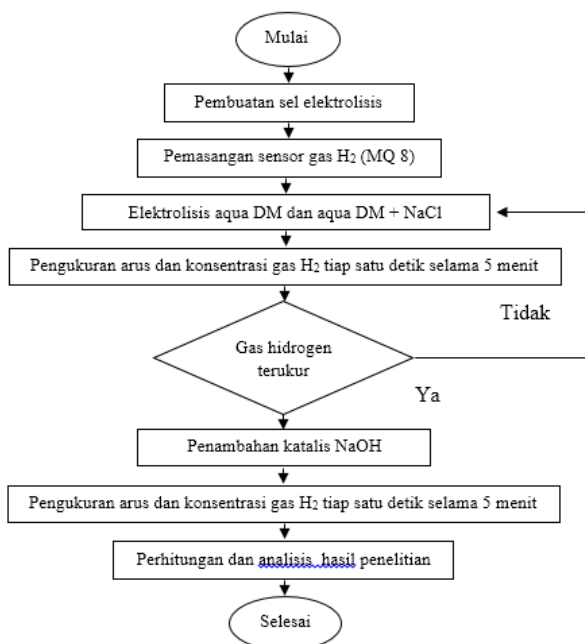 Mulai
Pembuatan sel elektrolisis
Pemasangan sensor gas H₂ (MQ 8)
Elektrolisis aqua DM dan aqua DM + NaCl
Pengukuran arus dan konsentrasi gas H₂ tiap satu detik selama 5 menit
Tidak
Gas hidrogen
terukur
Ya
Penambahan katalis NaOH
Pengukuran arus dan konsentrasi gas H₂ tiap satu detik selama 5 menit
Perhitungan dan analisis hasil penelitian
Selesai